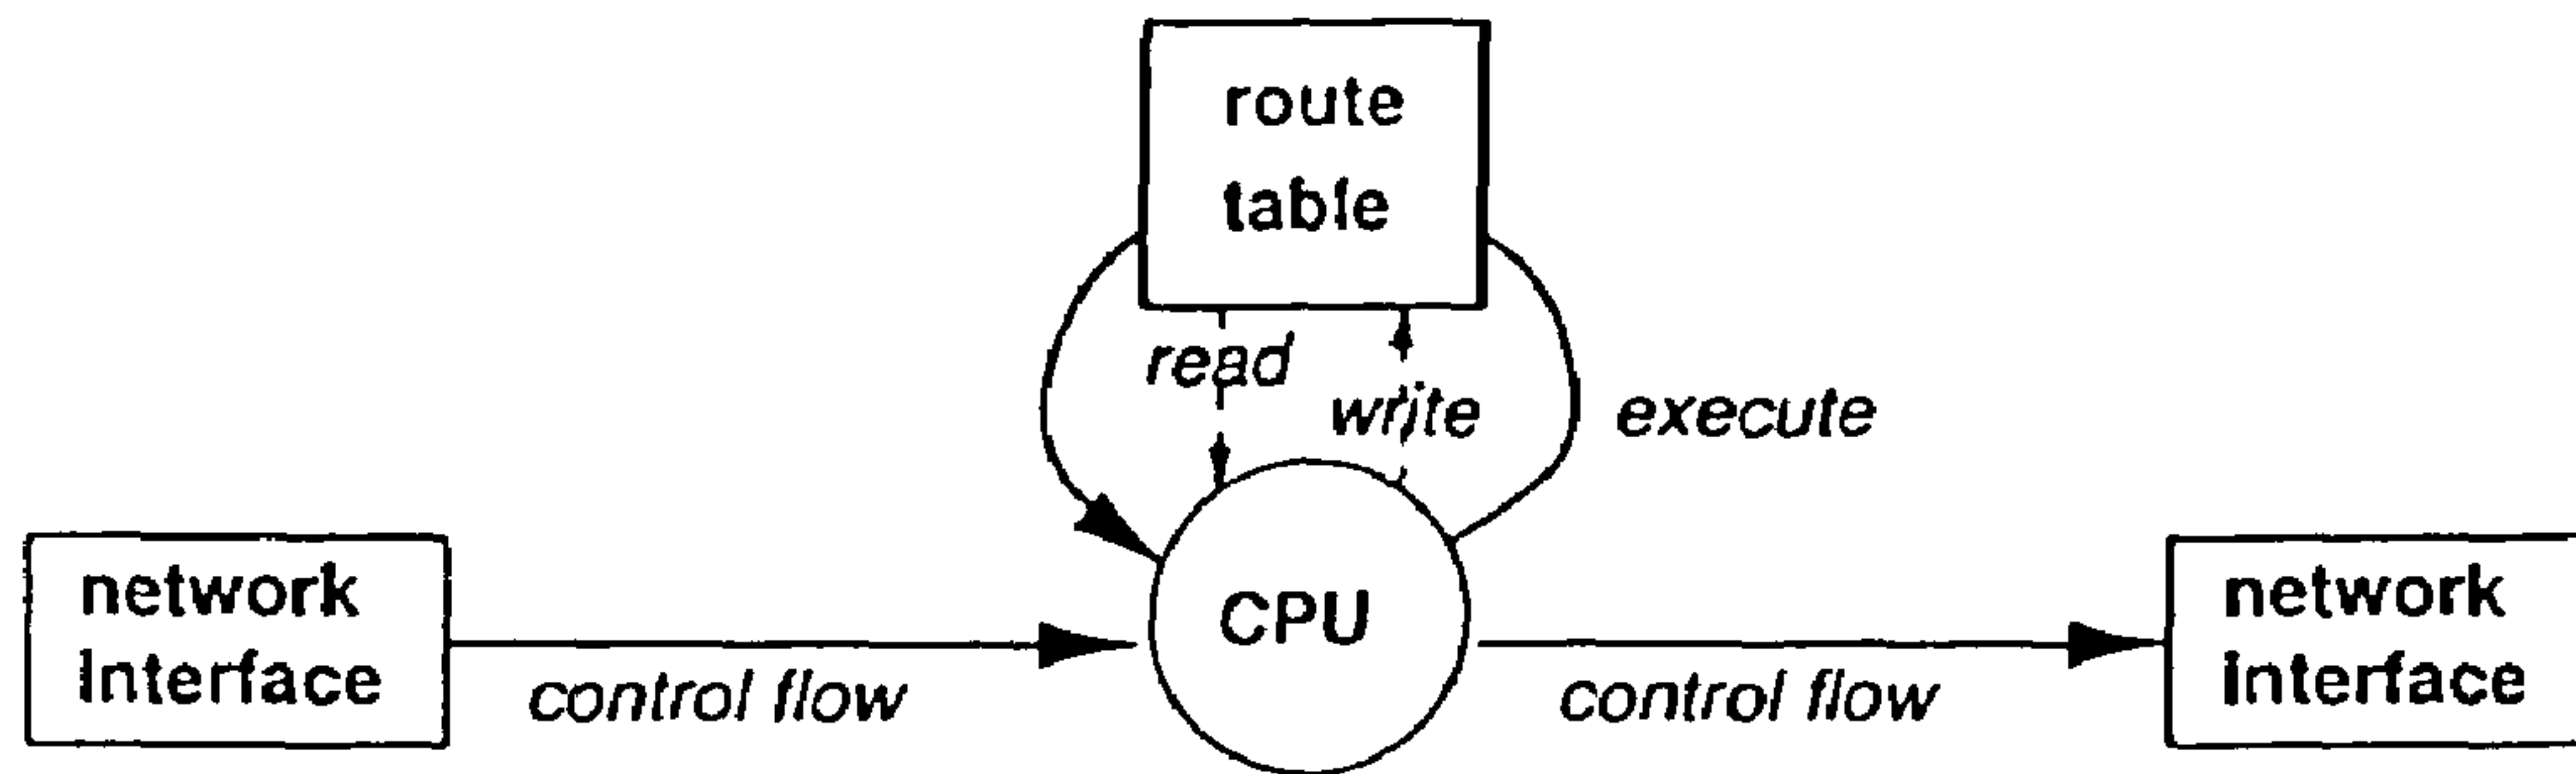 route
table
read
write
execute
network
interface
control flow
CPU
control flow
network
interface